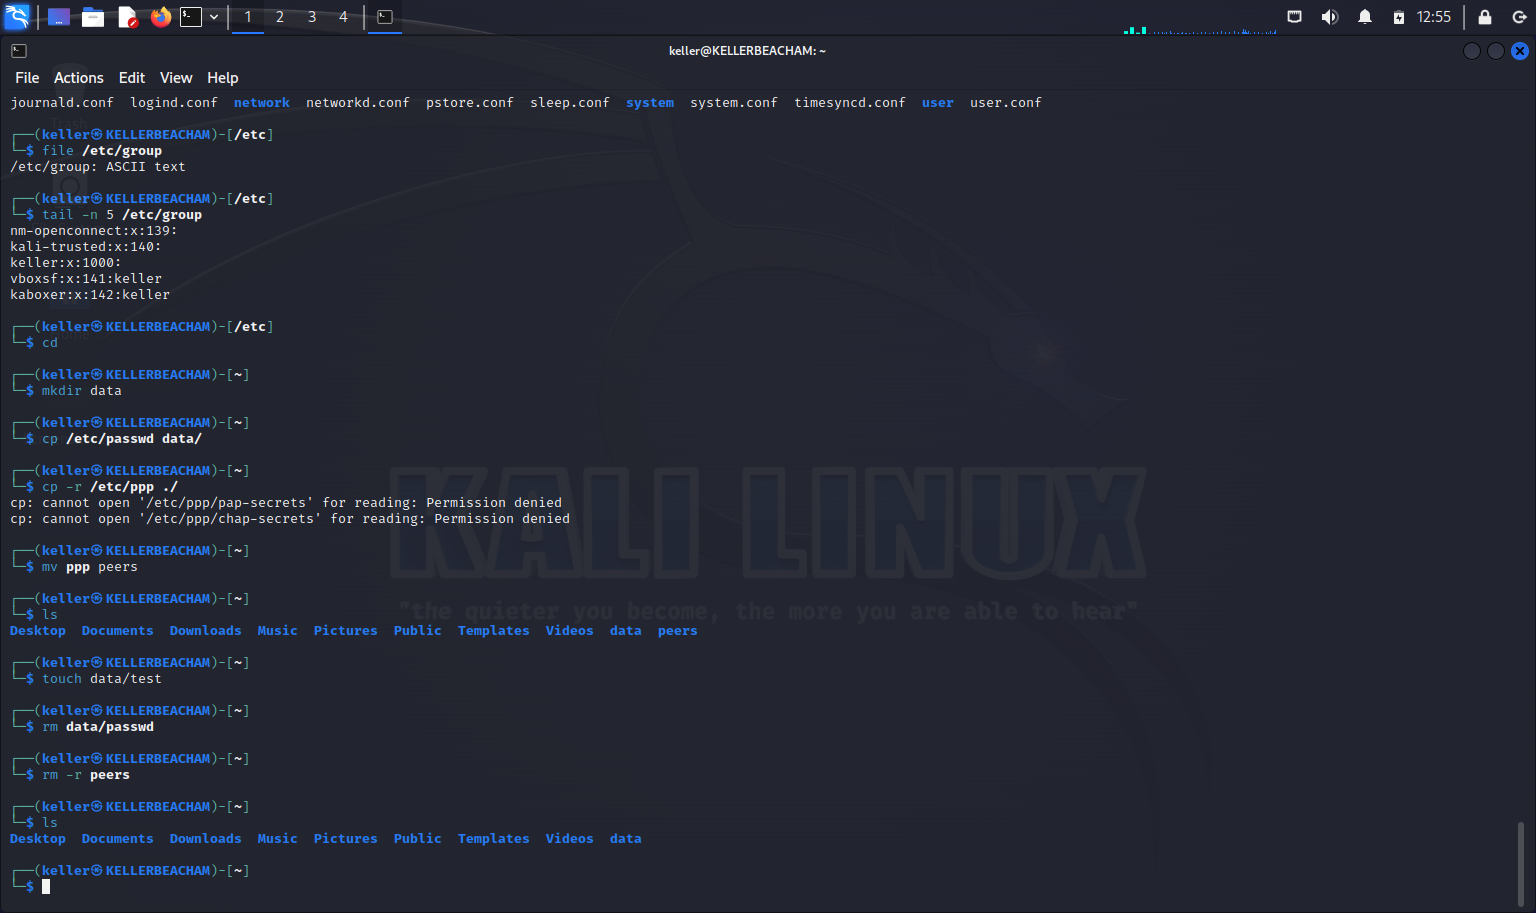 1 2 3 4 12:55
keller@KELLERBEACHAM: ~
File Actions Edit View Help
journald.conf logind.conf network networkd.conf pstore.conf sleep.conf system system.conf timesyncd.conf user user.conf
┌──(keller㉿KELLERBEACHAM)-[/etc]
└─$ file /etc/group
/etc/group: ASCII text
┌──(keller㉿KELLERBEACHAM)-[/etc]
└─$ tail -n 5 /etc/group
nm-openconnect:x:139:
kali-trusted:x:140:
keller:x:1000:
vboxsf:x:141:keller
kaboxer:x:142:keller
┌──(keller㉿KELLERBEACHAM)-[/etc]
└─$ cd
┌──(keller㉿KELLERBEACHAM)-[~]
└─$ mkdir data
┌──(keller㉿KELLERBEACHAM)-[~]
└─$ cp /etc/passwd data/
┌──(keller㉿KELLERBEACHAM)-[~]
└─$ cp -r /etc/ppp ./
cp: cannot open '/etc/ppp/pap-secrets' for reading: Permission denied
cp: cannot open '/etc/ppp/chap-secrets' for reading: Permission denied
┌──(keller㉿KELLERBEACHAM)-[~]
└─$ mv ppp peers
┌──(keller㉿KELLERBEACHAM)-[~]
└─$ ls
Desktop Documents Downloads Music Pictures Public Templates Videos data peers
┌──(keller㉿KELLERBEACHAM)-[~]
└─$ touch data/test
┌──(keller㉿KELLERBEACHAM)-[~]
└─$ rm data/passwd
┌──(keller㉿KELLERBEACHAM)-[~]
└─$ rm -r peers
┌──(keller㉿KELLERBEACHAM)-[~]
└─$ ls
Desktop Documents Downloads Music Pictures Public Templates Videos data
┌──(keller㉿KELLERBEACHAM)-[~]
└─$
KALI LINUX
"the quieter you become, the more you are able to hear"
Trash